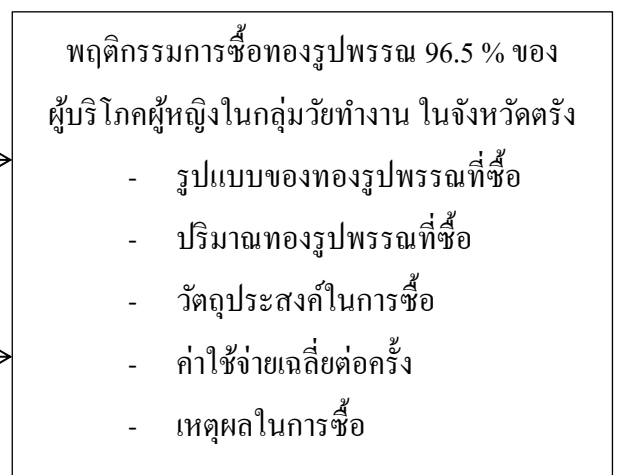 พฤติกรรมการซื้อทองรูปพรรณ 96.5 % ของ
ผู้บริโภคผู้หญิงในกลุ่มวัยทำงาน ในจังหวัดตรัง
- รูปแบบของทองรูปพรรณที่ซื้อ
- ปริมาณทองรูปพรรณที่ซื้อ
- วัตถุประสงค์ในการซื้อ
- ค่าใช้จ่ายเฉลี่ยต่อครั้ง
- เหตุผลในการซื้อ